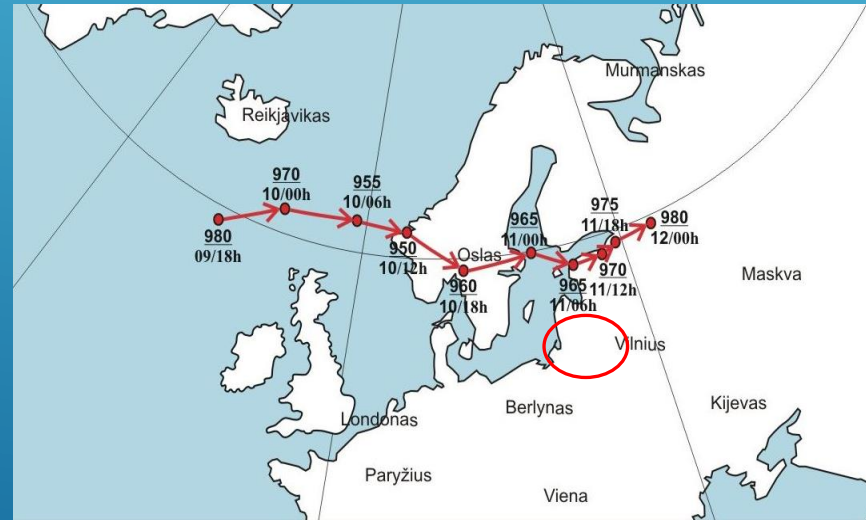 Murmanskas
Reikjavikas
970
10/00h
955
10/06h
980
09/18h
950
10/12h
Oslas
960
10/18h
965
11/00h
965
11/06h
970
11/12h
975
11/18h
980
12/00h
Maskva
Vilnius
Londonas
Berlynas
Kijevas
Paryžius
Viena